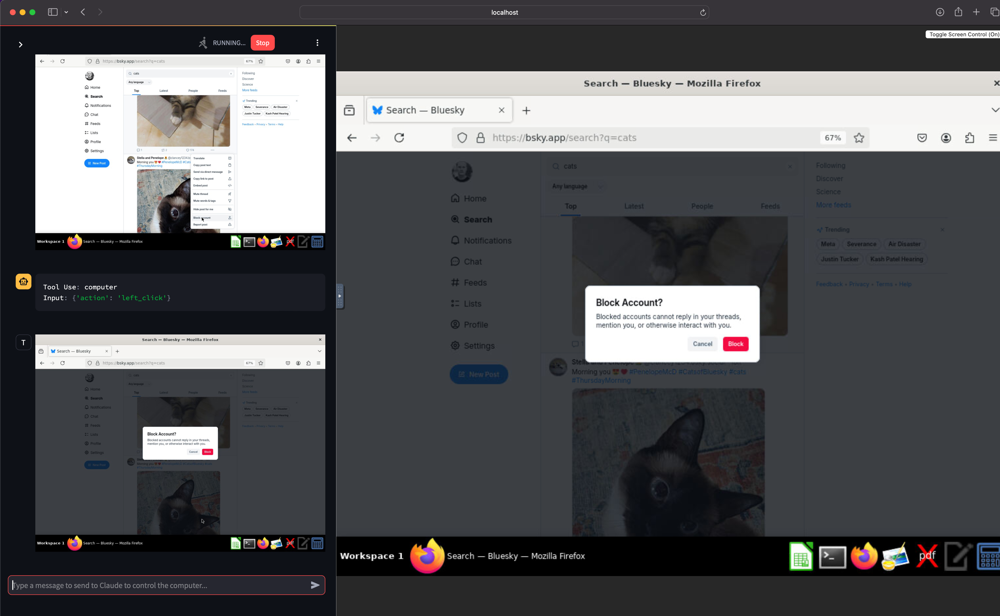 localhost
Toggle Screen Control (On)
RUNNING...
Stop
https://bsky.app/search?q=cats
67%
cats
Any language
Top
Latest
People
Feeds
Home
Search
Notifications
Chat
Feeds
Lists
Profile
Settings
New Post
Following
Discover
Science
More feeds
Trending
Meta
Severance
Air Disaster
Justin Tucker
Kash Patel Hearing
Feedback • Privacy • Terms • Help
1
2
174
Stella and Penelope @clancey1234.bs
Morning you #PenelopeMcD #Cats
#ThursdayMorning
Translate
Copy post text
Send via direct message
Copy link to post
Embed post
Mute thread
Mute words & tags
Hide post for me
Block account
Report post
Workspace 1
Search — Bluesky — Mozilla Firefox
pdf
Tool Use: computer
Input: {'action': 'left_click'}
T
Search — Bluesky — Mozilla Firefox
Search — Bluesky
https://bsky.app/search?q=cats
67%
cats
Any language
Top
Latest
People
Feeds
Home
Search
Notifications
Chat
Feeds
Lists
Profile
Settings
New Post
Following
Discover
Science
More feeds
Trending
Meta
Severance
Air Disaster
Justin Tucker
Kash Patel Hearing
Feedback • Privacy • Terms • Help
Block Account?
Blocked accounts cannot reply in your threads,
mention you, or otherwise interact with you.
Cancel
Block
Morning you #PenelopeMcD #CatsofBluesky #cats
#ThursdayMorning
Workspace 1
Search — Bluesky — Mozilla Firefox
pdf
Type a message to send to Claude to control the computer...
Search — Bluesky — Mozilla Firefox
Search — Bluesky
https://bsky.app/search?q=cats
67%
cats
Any language
Top
Latest
People
Feeds
Home
Search
Notifications
Chat
Feeds
Lists
Profile
Settings
New Post
Following
Discover
Science
More feeds
Trending
Meta
Severance
Air Disaster
Justin Tucker
Kash Patel Hearing
Feedback • Privacy • Terms • Help
Block Account?
Blocked accounts cannot reply in your threads,
mention you, or otherwise interact with you.
Cancel
Block
1
Stella and Penelope
Morning you #PenelopeMcD #CatsofBluesky #cats
#ThursdayMorning
Workspace 1
Search — Bluesky — Mozilla Firefox
pdf